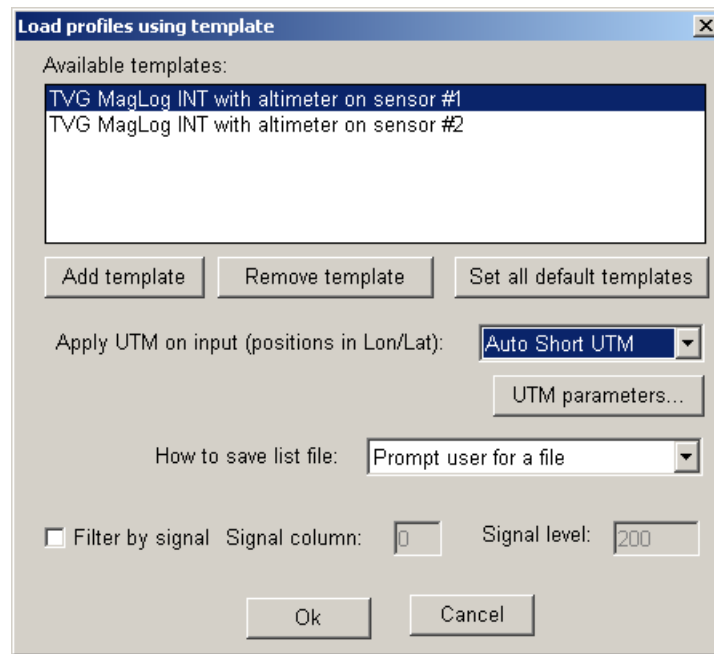 Load profiles using template
Available templates:
TVG MagLog INT with altimeter on sensor #1
TVG MagLog INT with altimeter on sensor #2
Add template Remove template Set all default templates
Apply UTM on input (positions in Lon/Lat): Auto Short UTM
UTM parameters...
How to save list file: Prompt user for a file
Filter by signal Signal column: 0 Signal level: 200
Ok Cancel